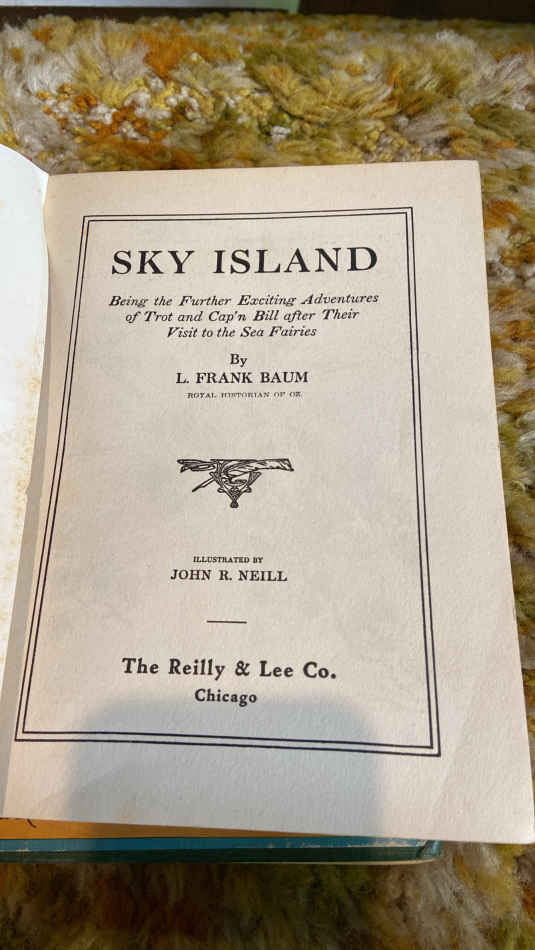 SKY ISLAND
Being the Further Exciting Adventures
of Trot and Cap'n Bill after Their
Visit to the Sea Fairies
By
L. FRANK BAUM
ROYAL HISTORIAN OF OZ.
ILLUSTRATED BY
JOHN R. NEILL
The Reilly & Lee Co.
Chicago